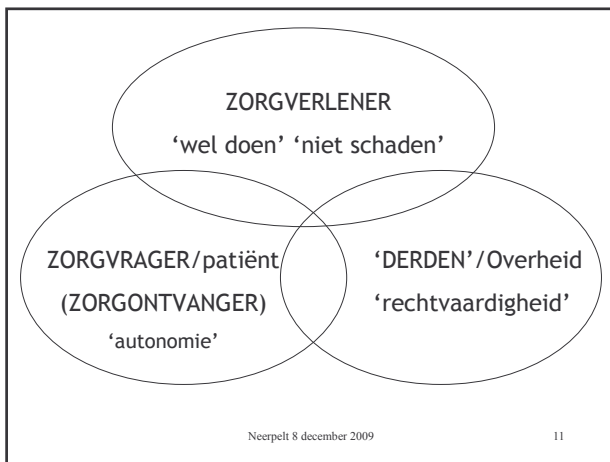 ZORGVERLENER
‘wel doen’ ‘niet schaden’
ZORGVRAGER/patiënt
(ZORGONTVANGER)
‘autonomie’
‘DERDEN’/Overheid
‘rechtvaardigheid’
Neerpelt 8 december 2009
11